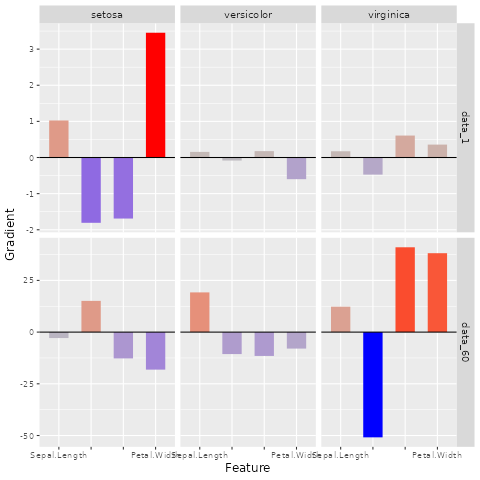 setosa
versicolor
virginica
3
2
1
0
-1
-2
data_1
Gradient
2.5
0
-2.5
-5.0
data_60
Sepal.Length
Petal.Width
Sepal.Length
Petal.Width
Sepal.Length
Petal.Width
Feature